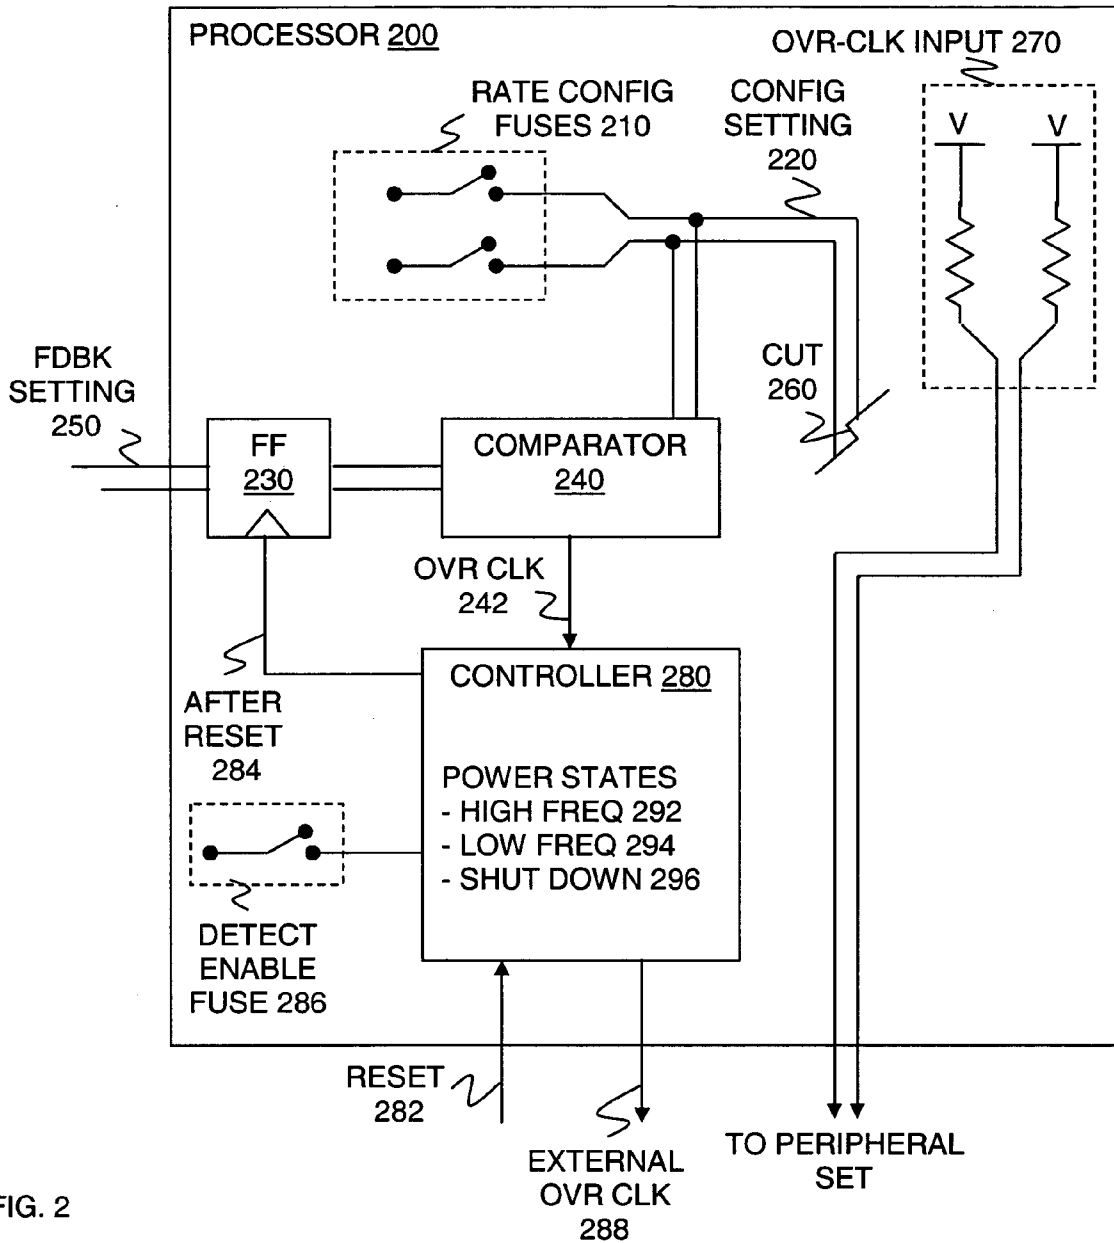 PROCESSOR 200
OVR-CLK INPUT 270
RATE CONFIG
FUSES 210
CONFIG
SETTING
220
V
V
FDBK
SETTING
250
CUT
260
FF
230
COMPARATOR
240
OVR CLK
242
AFTER
RESET
284
CONTROLLER 280
POWER STATES
- HIGH FREQ 292
- LOW FREQ 294
- SHUT DOWN 296
DETECT
ENABLE
FUSE 286
RESET
282
EXTERNAL
OVR CLK
288
TO PERIPHERAL
SET
FIG. 2